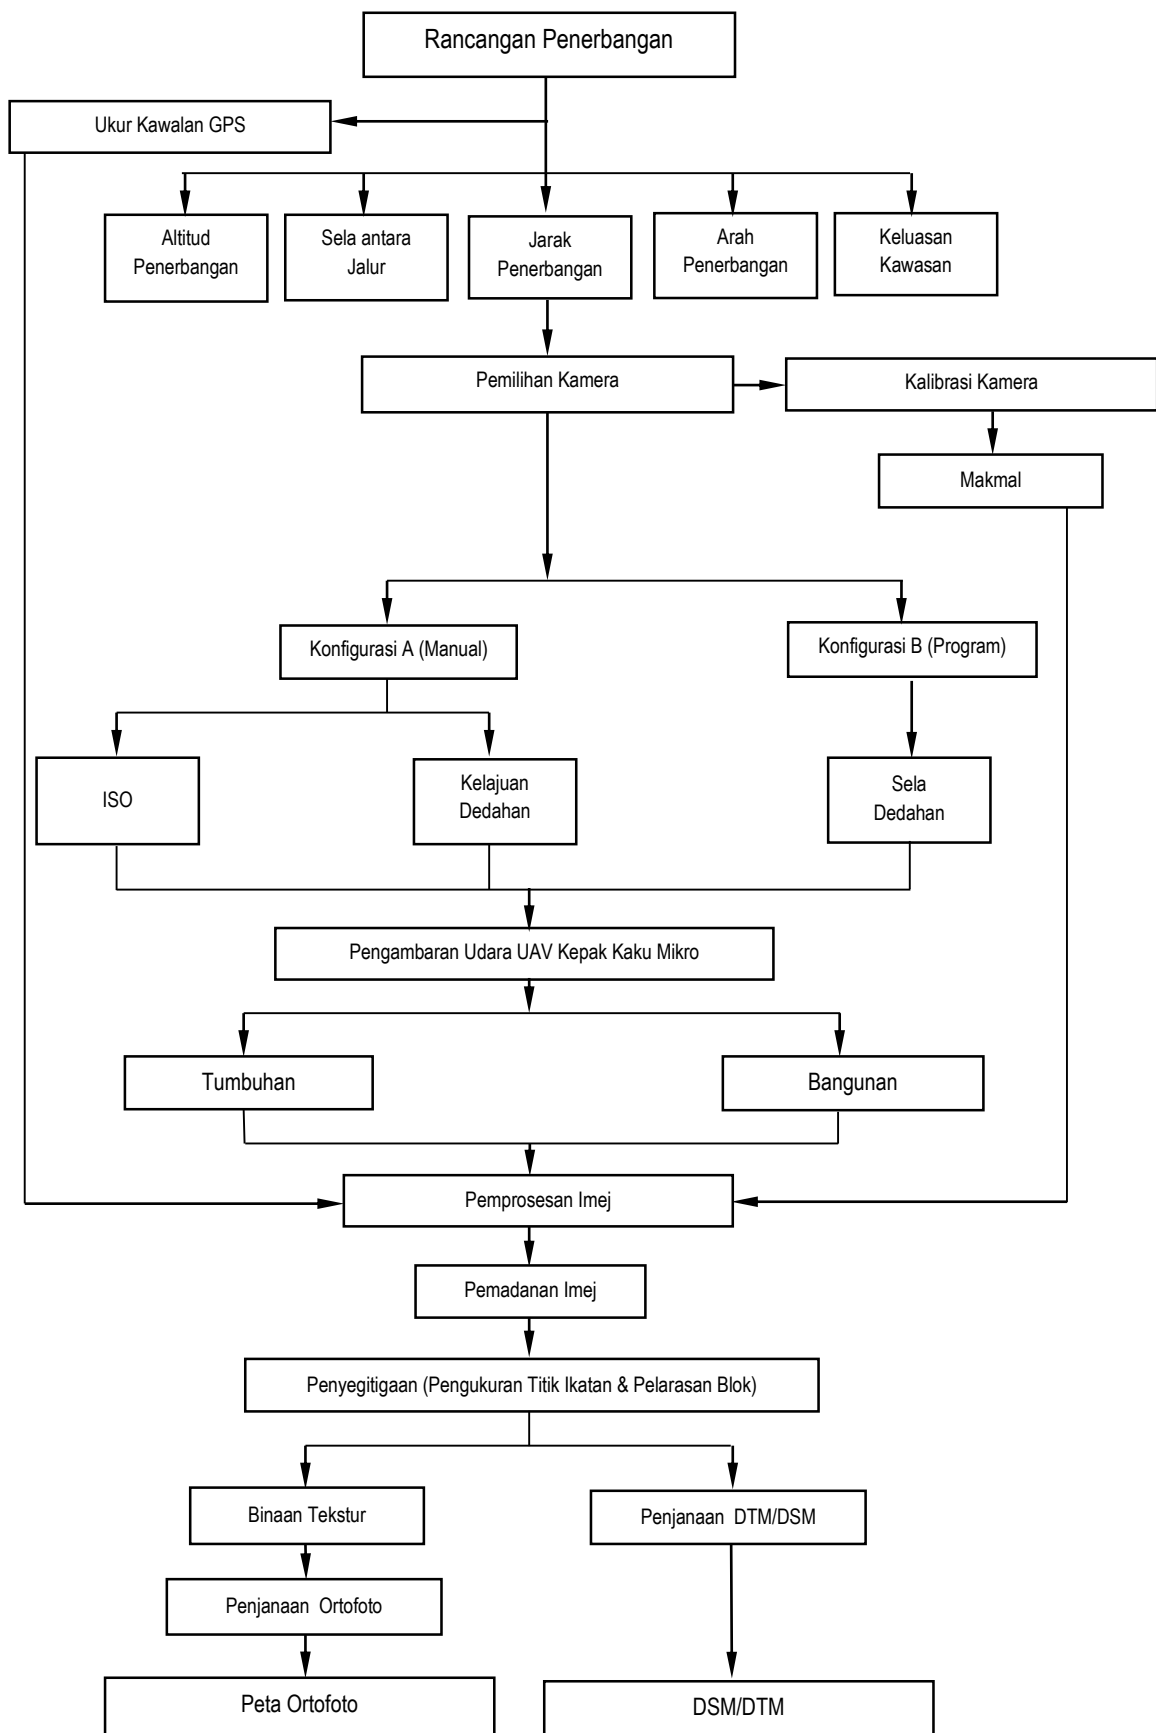 Rancangan Penerbangan
Ukur Kawalan GPS
Altitud
Penerbangan
Sela antara
Jalur
Jarak
Penerbangan
Arah
Penerbangan
Keluasan
Kawasan
Pemilihan Kamera
Kalibrasi Kamera
Makmal
Konfigurasi A (Manual)
Konfigurasi B (Program)
ISO
Kelajuan
Dedahan
Sela
Dedahan
Pengambaran Udara UAV Kepak Kaku Mikro
Tumbuhan
Bangunan
Pemprosesan Imej
Pemadanan Imej
Penyegitigaan (Pengukuran Titik Ikatan & Pelarasan Blok)
Binaan Tekstur
Penjanaan DTM/DSM
Penjanaan Ortofoto
Peta Ortofoto
DSM/DTM